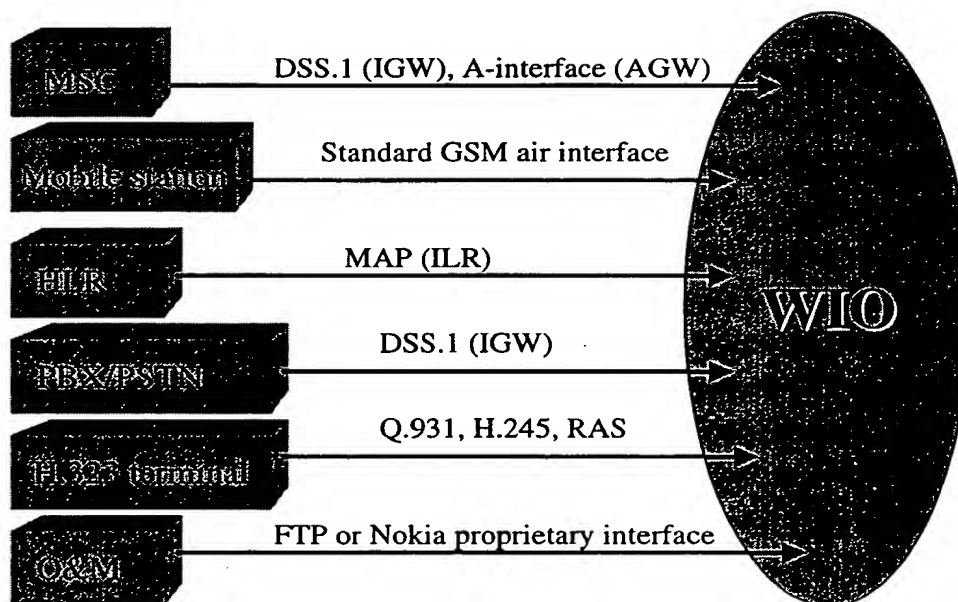 MSC
DSS.1 (IGW), A-interface (AGW)
Mobile station
Standard GSM air interface
HLR
MAP (ILR)
WIO
PBX/PSTN
DSS.1 (IGW)
H.323 terminal
Q.931, H.245, RAS
O&M
FTP or Nokia proprietary interface